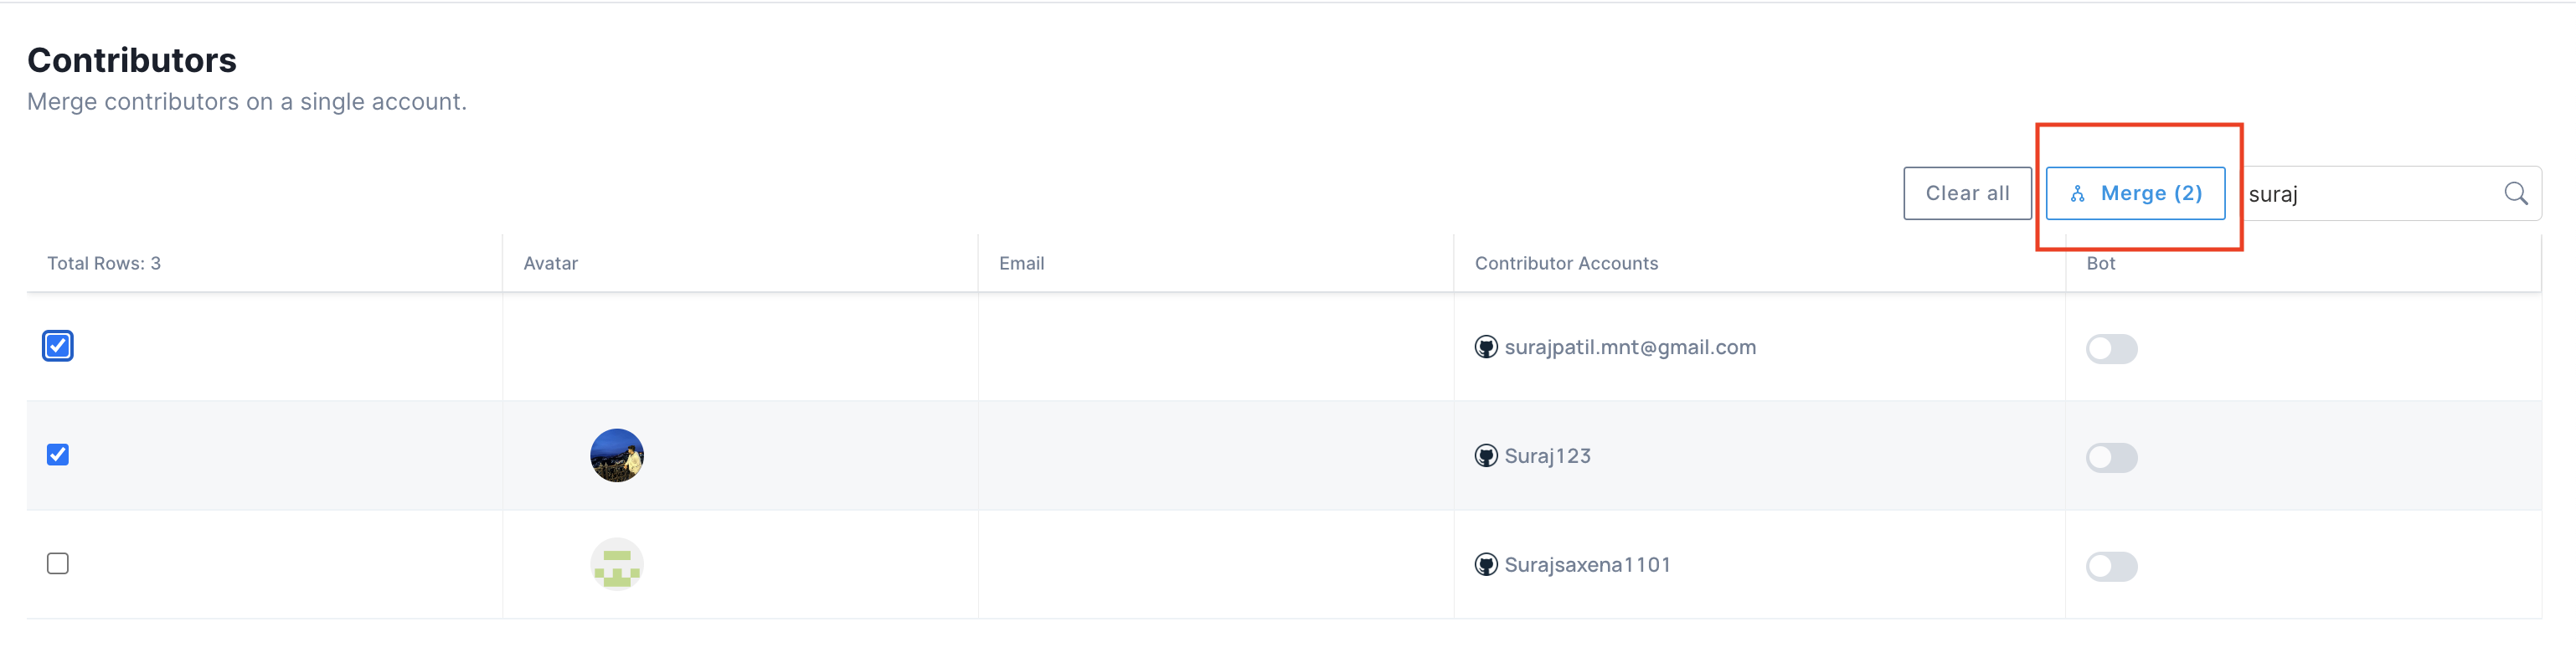 Contributors
Merge contributors on a single account.
Clear all
Merge (2)
suraj
Total Rows: 3
Avatar
Email
Contributor Accounts
Bot
surajpatil.mnt@gmail.com
Suraj123
Surajsaxena1101